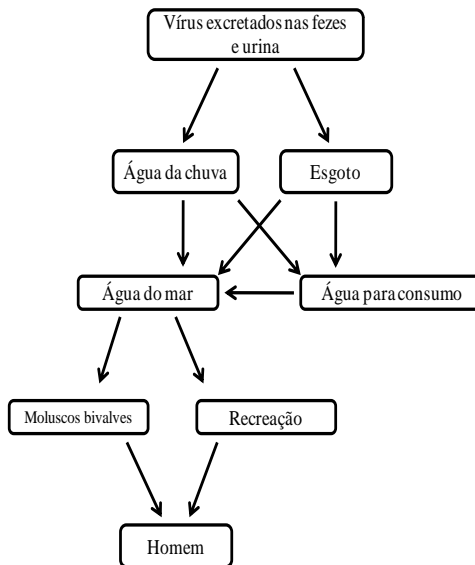 Vírus excretados nas fezes
e urina
Água da chuva
Esgoto
Água do mar
Água para consumo
Moluscos bivalves
Recreação
Homem